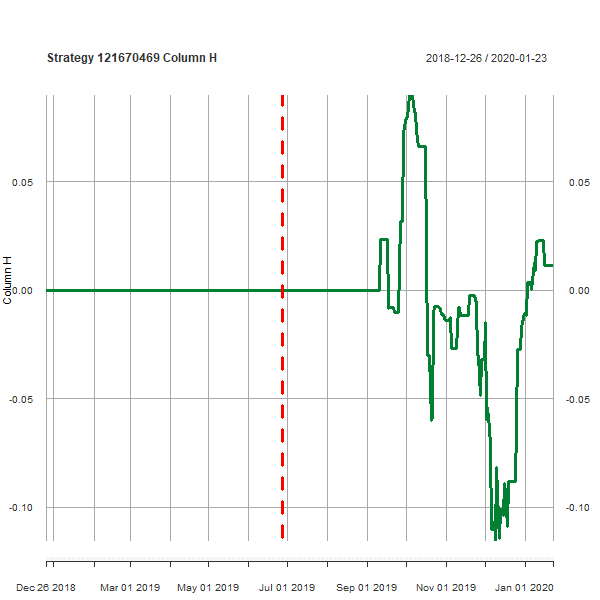 Strategy 121670469 Column H 2018-12-26 / 2020-01-23
0.05 0.05
0.00 0.00
-0.05 -0.05
-0.10 -0.10
Column H
Dec 26 2018 Mar 01 2019 May 01 2019 Jul 01 2019 Sep 01 2019 Nov 01 2019 Jan 01 2020